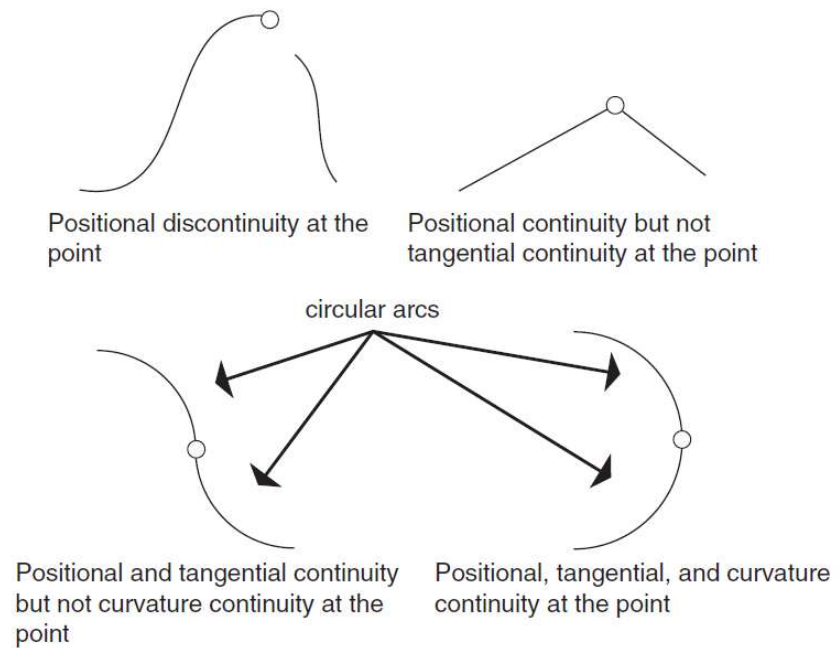 Positional discontinuity at the
point
Positional continuity but not
tangential continuity at the point
circular arcs
Positional and tangential continuity
but not curvature continuity at the
point
Positional, tangential, and curvature
continuity at the point